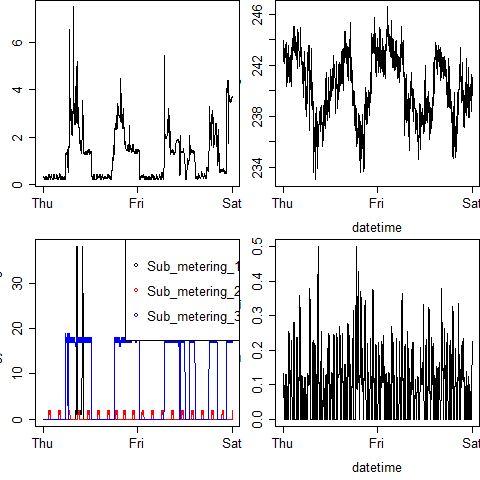 6
4
2
0
Thu Fri Sat
246
242
238
234
Thu Fri Sat
datetime
30
20
10
0
Sub_metering_1
Sub_metering_2
Sub_metering_3
Thu Fri Sat
0.5
0.4
0.3
0.2
0.1
0.0
Thu Fri Sat
datetime